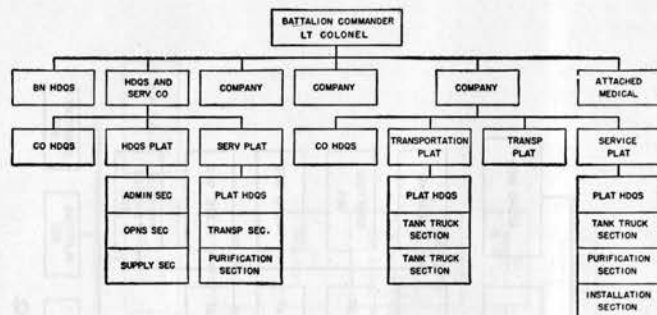 BATTALION COMMANDER
LT COLONEL
BN HDQS
HDQS AND
SERV CO
COMPANY
COMPANY
COMPANY
ATTACHED
MEDICAL
CO HDQS
HDQS PLAT
SERV PLAT
CO HDQS
TRANSPORTATION
PLAT
TRANSP
PLAT
SERVICE
PLAT
ADMIN SEC
OPNS SEC
SUPPLY SEC
PLAT HDQS
TRANSP SEC.
PURIFICATION
SECTION
PLAT HDQS
TANK TRUCK
SECTION
TANK TRUCK
SECTION
PLAT HDQS
TANK TRUCK
SECTION
PURIFICATION
SECTION
INSTALLATION
SECTION